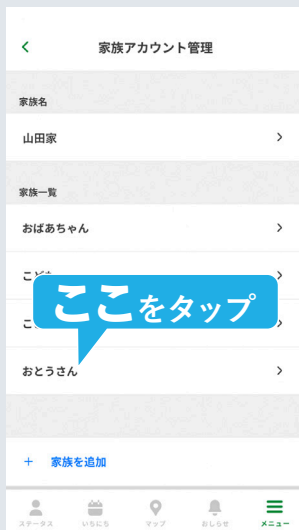 家族アカウント管理
家族名
山田家
家族一覧
おばあちゃん
ここをタップ
おとうさん
+ 家族を追加
ステータス いちにち マップ おしらせ メニュー